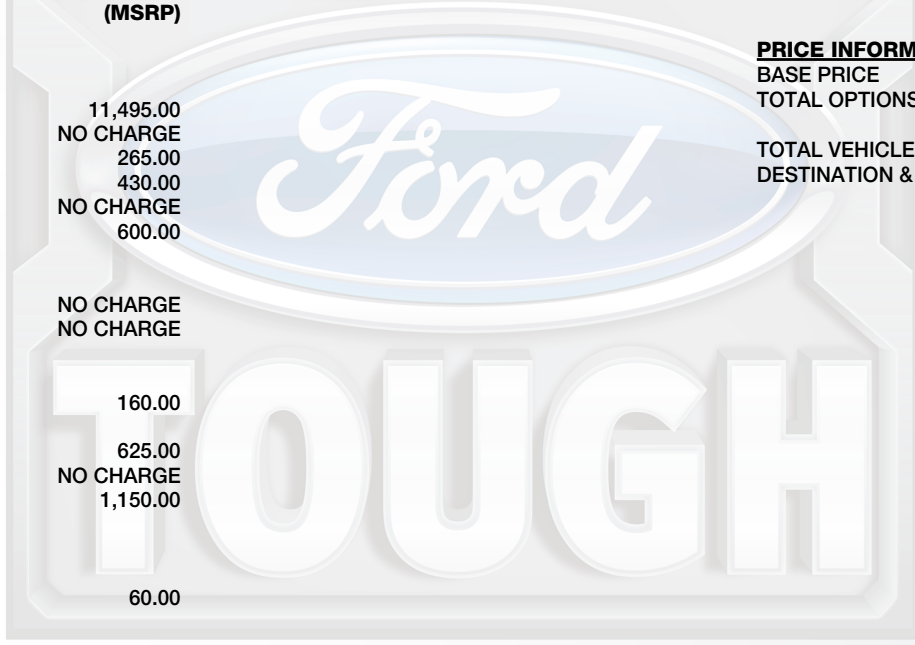 (MSRP)
11,495.00
NO CHARGE
265.00
430.00
NO CHARGE
600.00
NO CHARGE
NO CHARGE
160.00
625.00
NO CHARGE
1,150.00
60.00
PRICE INFORM
BASE PRICE
TOTAL OPTIONS
TOTAL VEHICLE
DESTINATION &
Ford
TOUGH